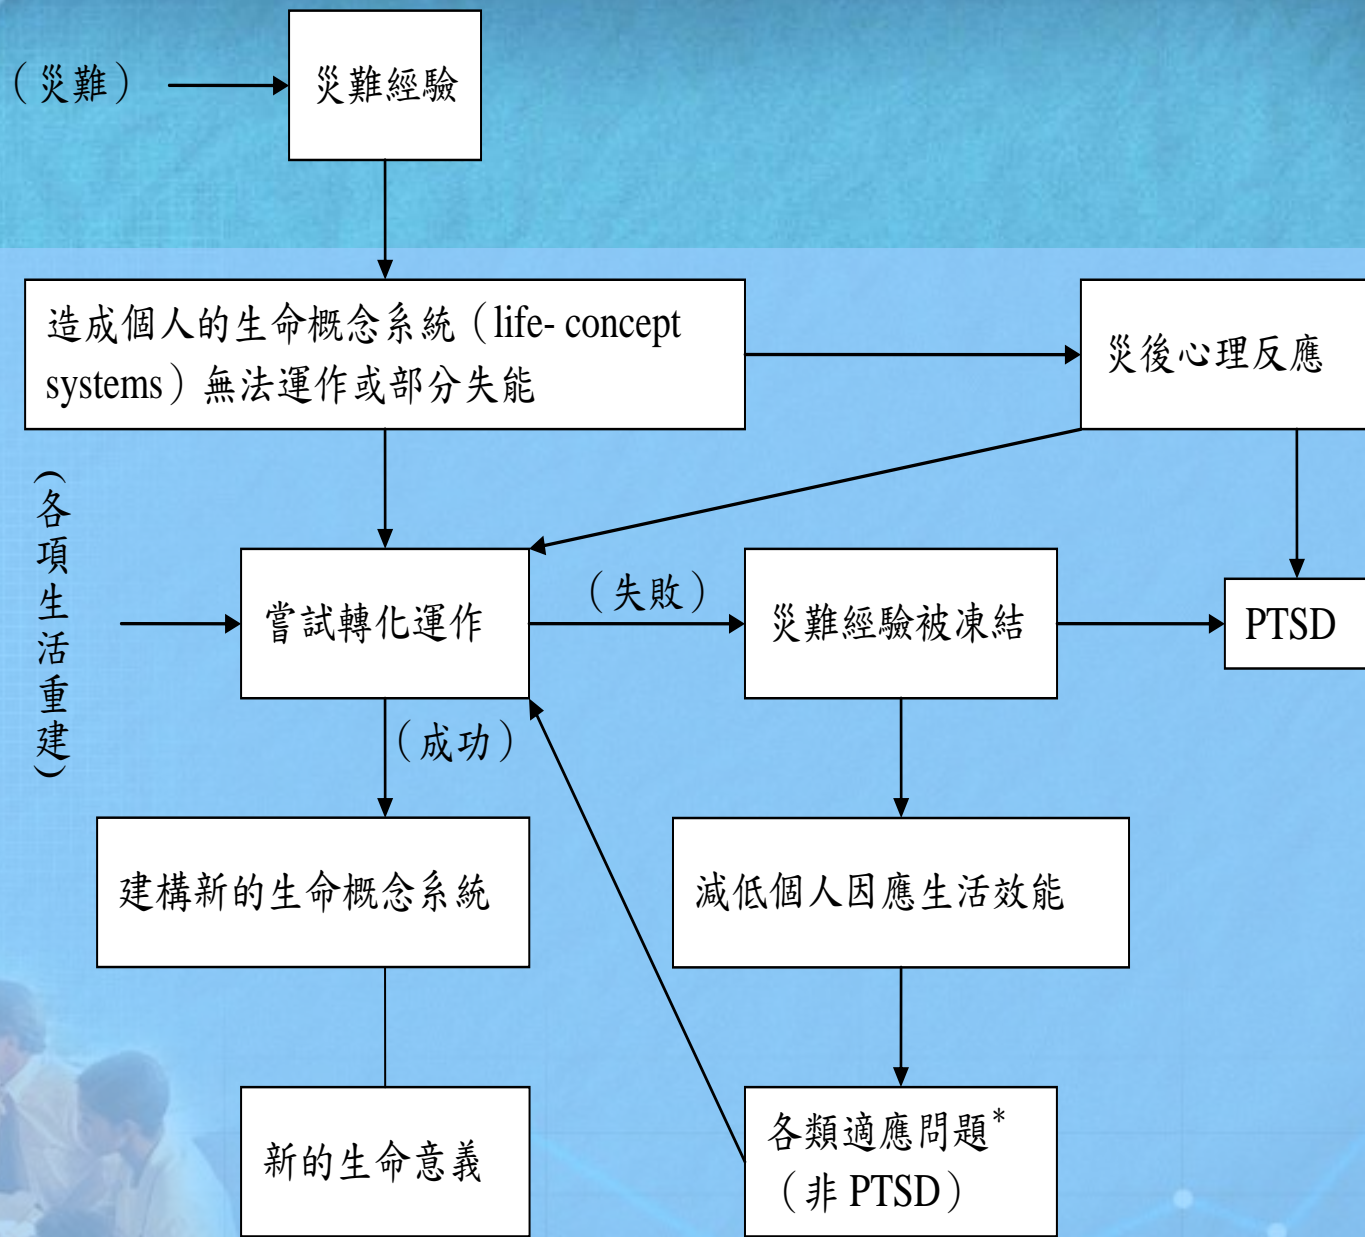 （災難）
災難經驗
造成個人的生命概念系統（life- concept
systems）無法運作或部分失能
災後心理反應
（各項生活重建）
嘗試轉化運作
（失敗）
災難經驗被凍結
PTSD
（成功）
建構新的生命概念系統
減低個人因應生活效能
新的生命意義
各類適應問題*
（非 PTSD）